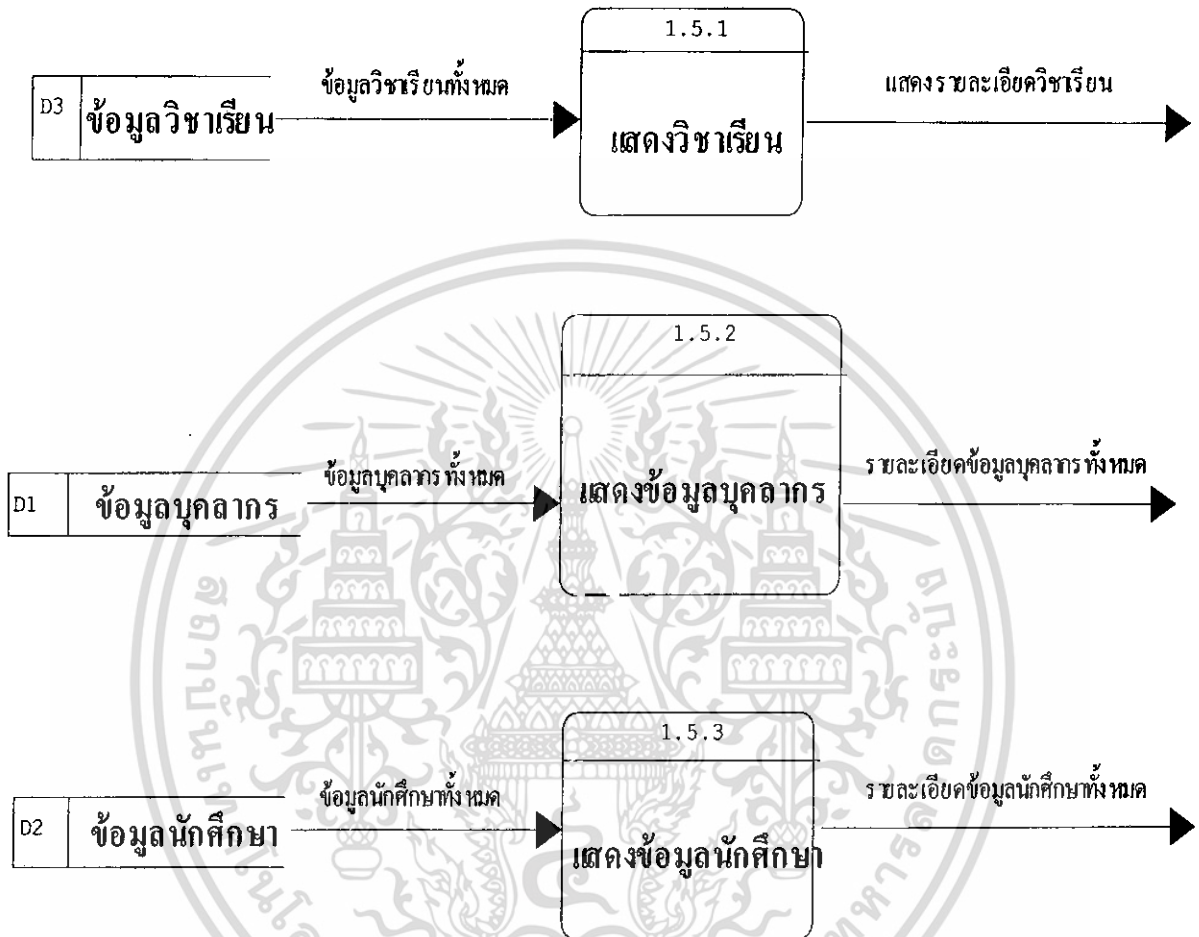 1.5.1
D3
ข้อมูลวิชาเรียน
ข้อมูลวิชาเรียนทั้งหมด
แสดงวิชาเรียน
แสดงรายละเอียดวิชาเรียน
1.5.2
D1
ข้อมูลบุคลากร
ข้อมูลบุคลากรทั้งหมด
แสดงข้อมูลบุคลากร
รายละเอียดข้อมูลบุคลากรทั้งหมด
1.5.3
D2
ข้อมูลนักศึกษา
ข้อมูลนักศึกษาทั้งหมด
แสดงข้อมูลนักศึกษา
รายละเอียดข้อมูลนักศึกษาทั้งหมด